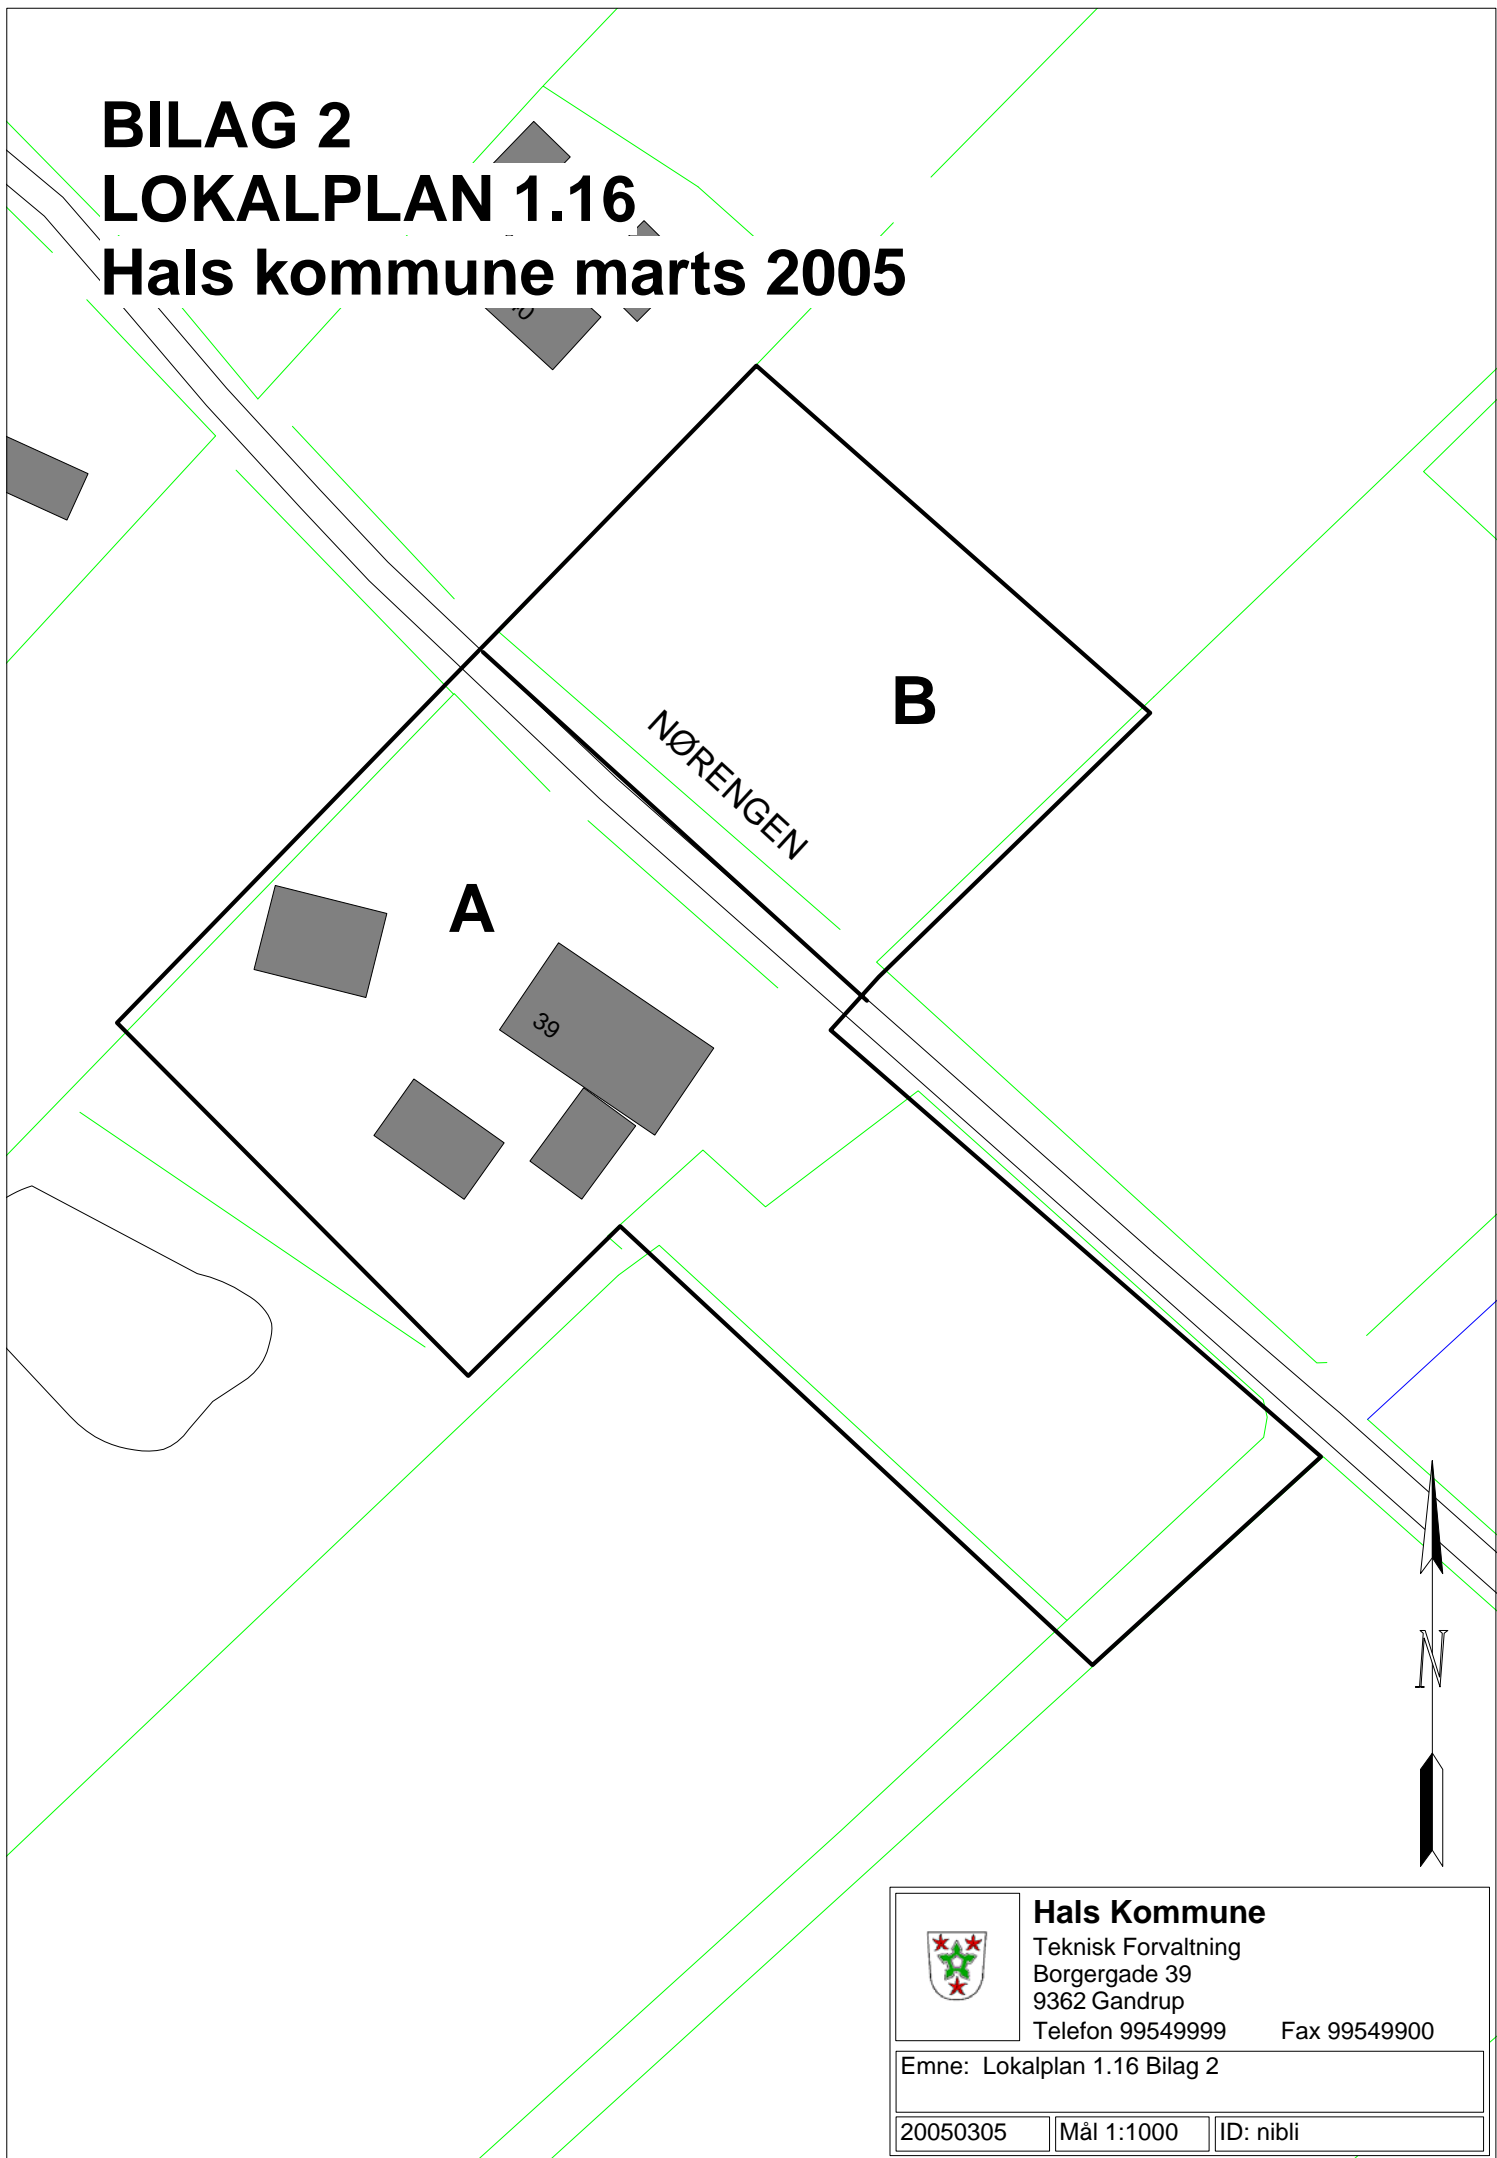 BILAG 2
LOKALPLAN 1.16
Hals kommune marts 2005
B
NØRENGEN
A
39
N
Hals Kommune
Teknisk Forvaltning
Borgergade 39
9362 Gandrup
Telefon 99549999 Fax 99549900
Emne: Lokalplan 1.16 Bilag 2
20050305 Mål 1:1000 ID: nibli